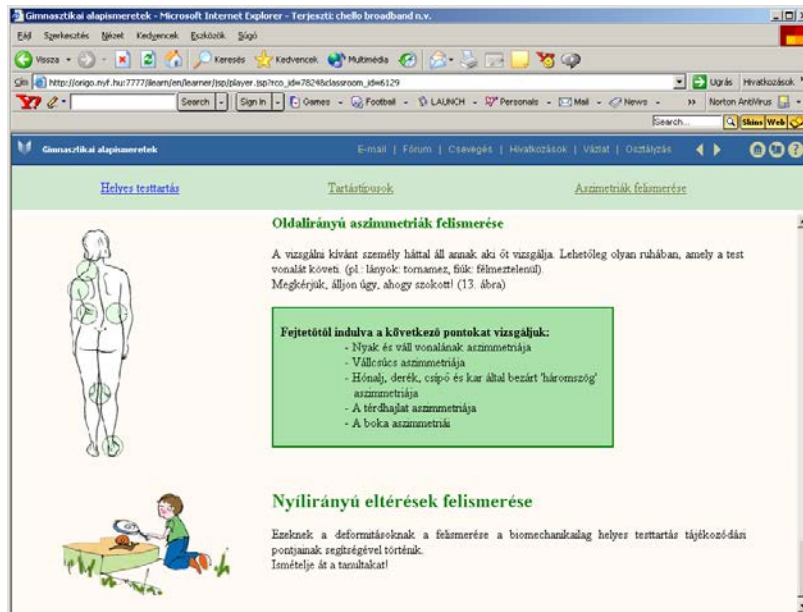 Gimnasztikai alapismeretek - Microsoft Internet Explorer - Terjeszti: chello broadband n.v.
Fájl Szerkesztés Nézet Kedvencek Eszközök Súgó
Vissza Keresés Kedvencek Multimédia
Cím http://origo.nyf.hu:7777/ilearn/en/learner/jsp/player.jsp?rco_id=7824&classroom_id=6129 Ugrás Hivatkozások
Y! Search Sign In Games Football LAUNCH Personals Mail News Norton AntiVirus
Search... Skins Web
Gimnasztikai alapismeretek E-mail | Fórum | Csevegés | Hivatkozások | Vázlat | Osztályzás
Helyes testtartás Tartástípusok Aszimetriák felismerése
Oldalirányú aszimmetriák felismerése
A vizsgálni kívánt személy háttal áll annak aki őt vizsgálja. Lehetőleg olyan ruhában, amely a test
vonalát követi. (pl.: lányok: tornamez, fiúk: félmeztelenül).
Megkérjük, álljon úgy, ahogy szokott! (13. ábra)
Fejtetőtől indulva a következő pontokat vizsgáljuk:
- Nyak és váll vonalának aszimmetriája
- Vállcsúcs aszimmetriája
- Hónalj, derék, csípő és kar által bezárt 'háromszög'
aszimmetriája
- A térdhajlat aszimmetriája
- A boka aszimmetriái
Nyílirányú eltérések felismerése
Ezeknek a deformitásoknak a felismerése a biomechanikailag helyes testtartás tájékozódási
pontjainak segítségével történik.
Ismételje át a tanultakat!